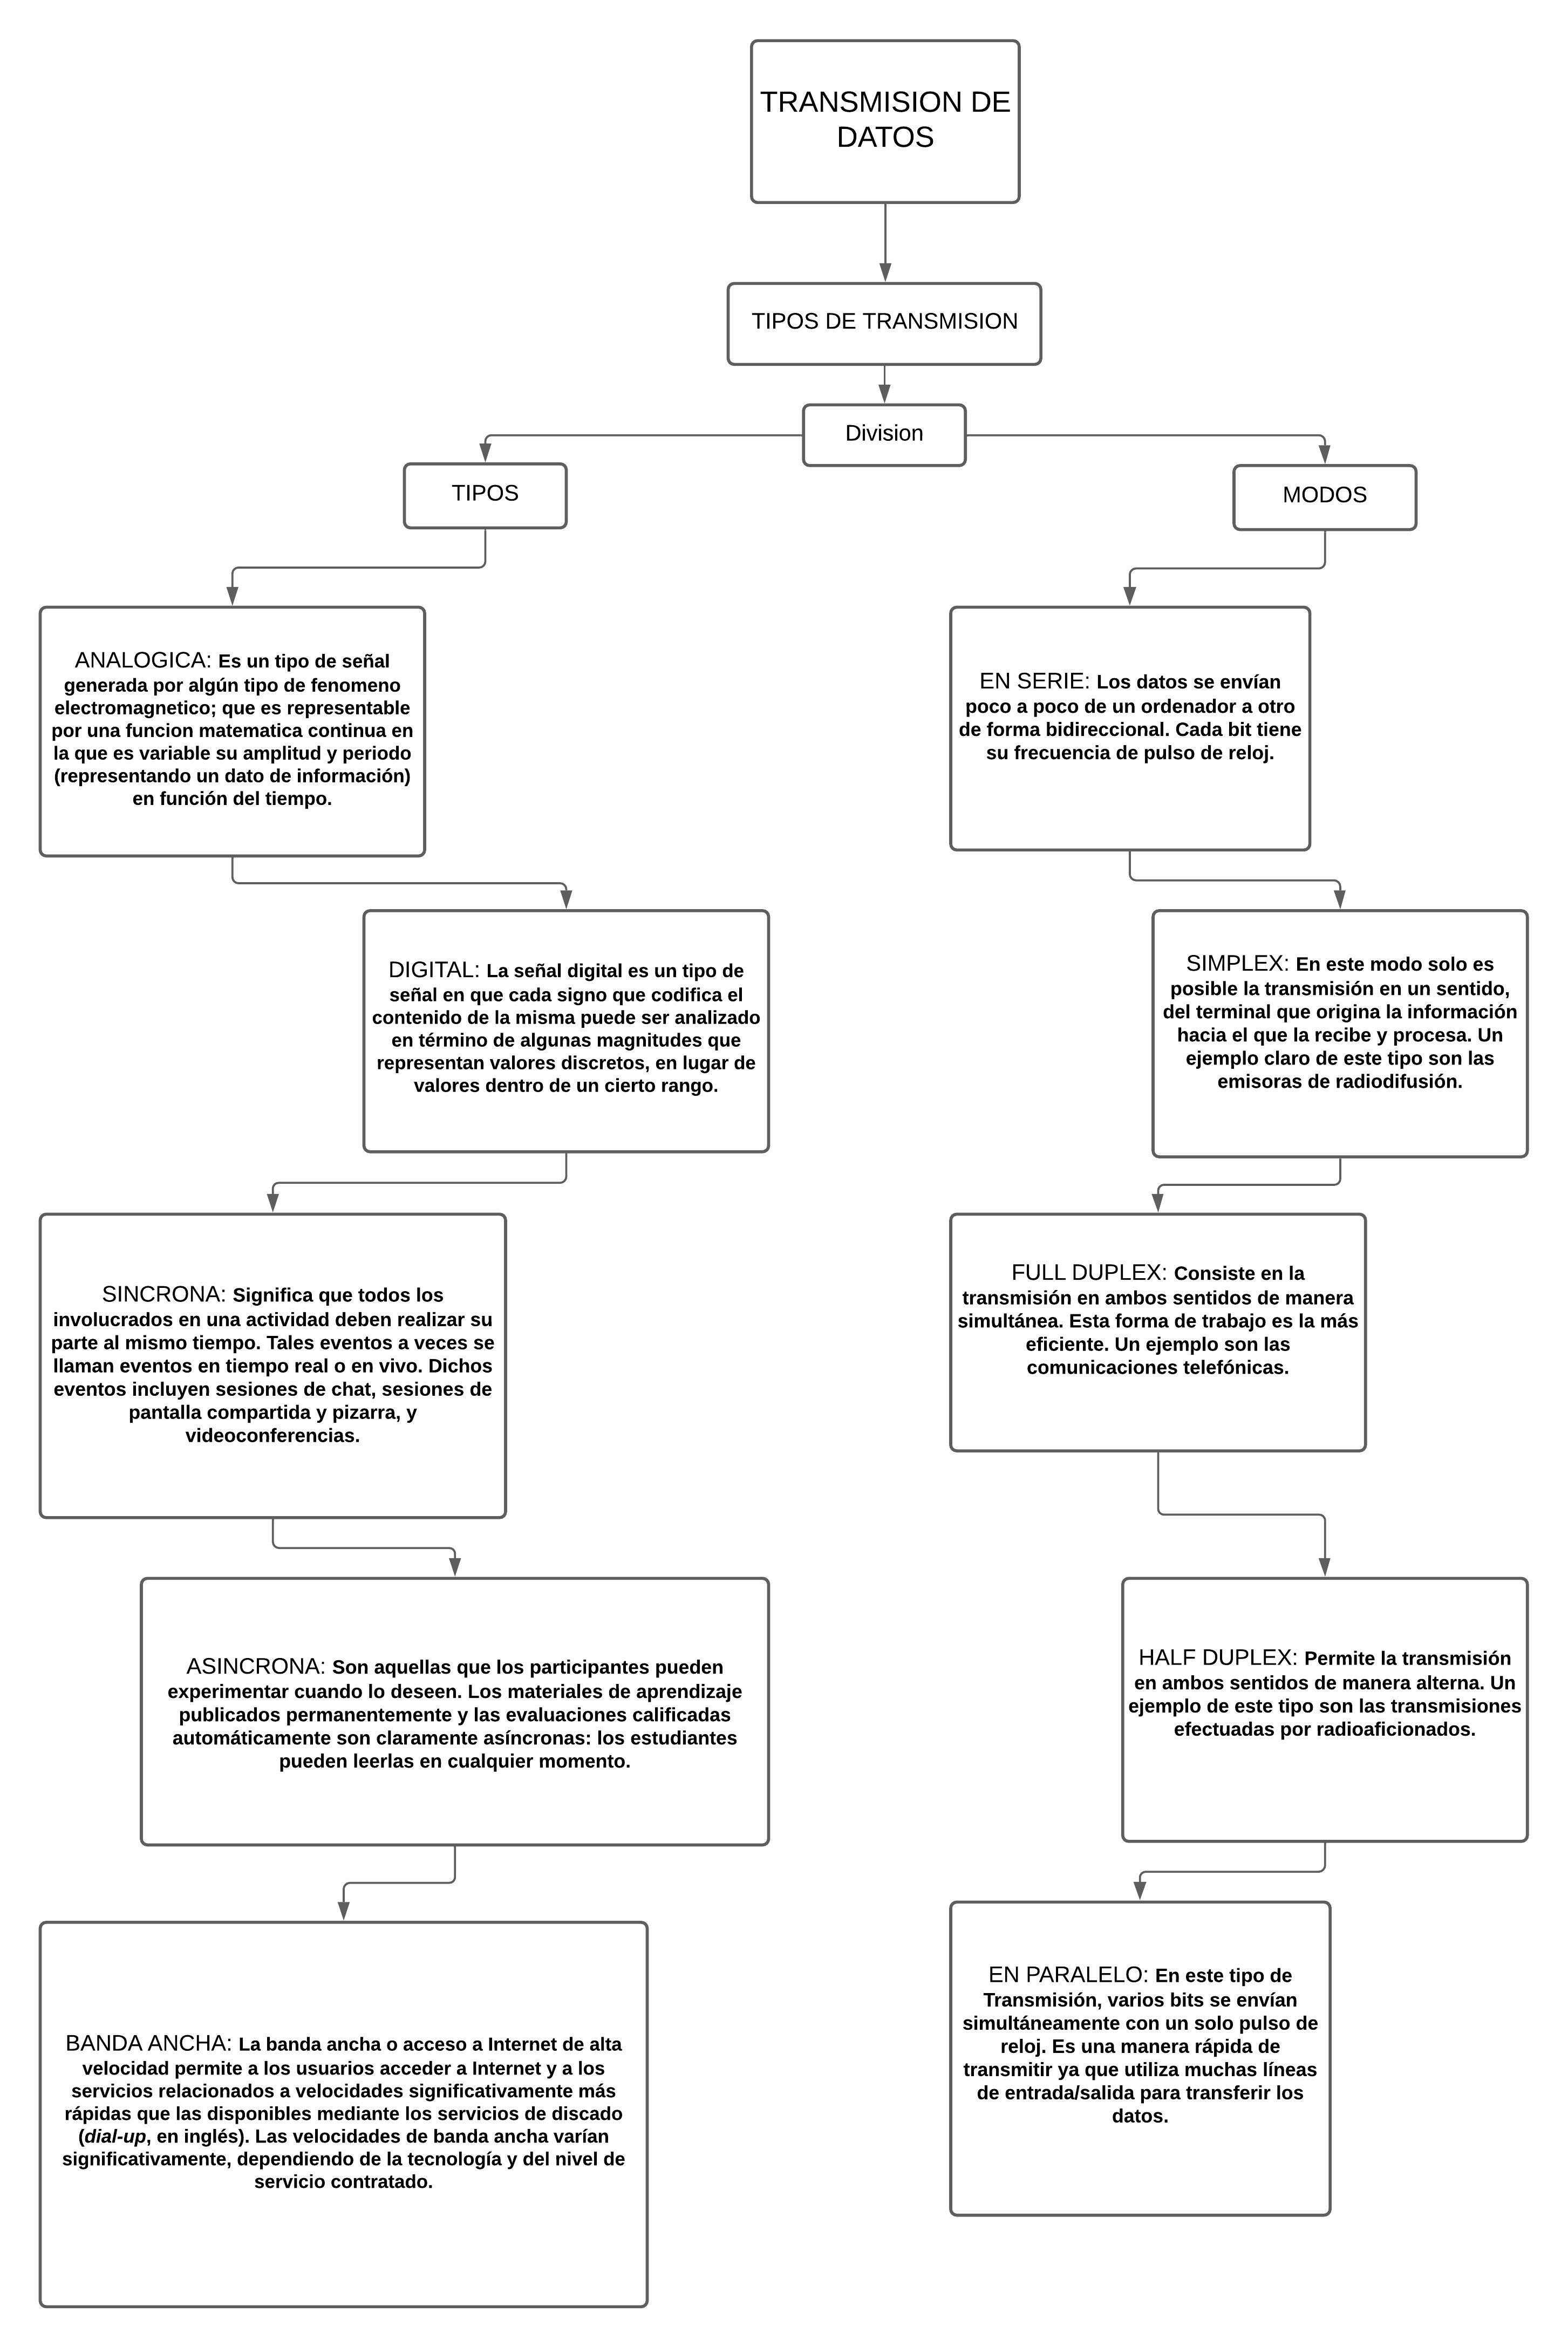 TRANSMISION DE
DATOS
TIPOS DE TRANSMISION
Division
TIPOS
MODOS
ANALOGICA: Es un tipo de señal
generada por algún tipo de fenomeno
electromagnetico; que es representable
por una funcion matematica continua en
la que es variable su amplitud y periodo
(representando un dato de información)
en función del tiempo.
EN SERIE: Los datos se envían
poco a poco de un ordenador a otro
de forma bidireccional. Cada bit tiene
su frecuencia de pulso de reloj.
DIGITAL: La señal digital es un tipo de
señal en que cada signo que codifica el
contenido de la misma puede ser analizado
en término de algunas magnitudes que
representan valores discretos, en lugar de
valores dentro de un cierto rango.
SIMPLEX: En este modo solo es
posible la transmisión en un sentido,
del terminal que origina la información
hacia el que la recibe y procesa. Un
ejemplo claro de este tipo son las
emisoras de radiodifusión.
SINCRONA: Significa que todos los
involucrados en una actividad deben realizar su
parte al mismo tiempo. Tales eventos a veces se
llaman eventos en tiempo real o en vivo. Dichos
eventos incluyen sesiones de chat, sesiones de
pantalla compartida y pizarra, y
videoconferencias.
FULL DUPLEX: Consiste en la
transmisión en ambos sentidos de manera
simultánea. Esta forma de trabajo es la más
eficiente. Un ejemplo son las
comunicaciones telefónicas.
ASINCRONA: Son aquellas que los participantes pueden
experimentar cuando lo deseen. Los materiales de aprendizaje
publicados permanentemente y las evaluaciones calificadas
automáticamente son claramente asíncronas: los estudiantes
pueden leerlas en cualquier momento.
HALF DUPLEX: Permite la transmisión
en ambos sentidos de manera alterna. Un
ejemplo de este tipo son las transmisiones
efectuadas por radioaficionados.
BANDA ANCHA: La banda ancha o acceso a Internet de alta
velocidad permite a los usuarios acceder a Internet y a los
servicios relacionados a velocidades significativamente más
rápidas que las disponibles mediante los servicios de discado
(dial-up, en inglés). Las velocidades de banda ancha varían
significativamente, dependiendo de la tecnología y del nivel de
servicio contratado.
EN PARALELO: En este tipo de
Transmisión, varios bits se envían
simultáneamente con un solo pulso de
reloj. Es una manera rápida de
transmitir ya que utiliza muchas líneas
de entrada/salida para transferir los
datos.